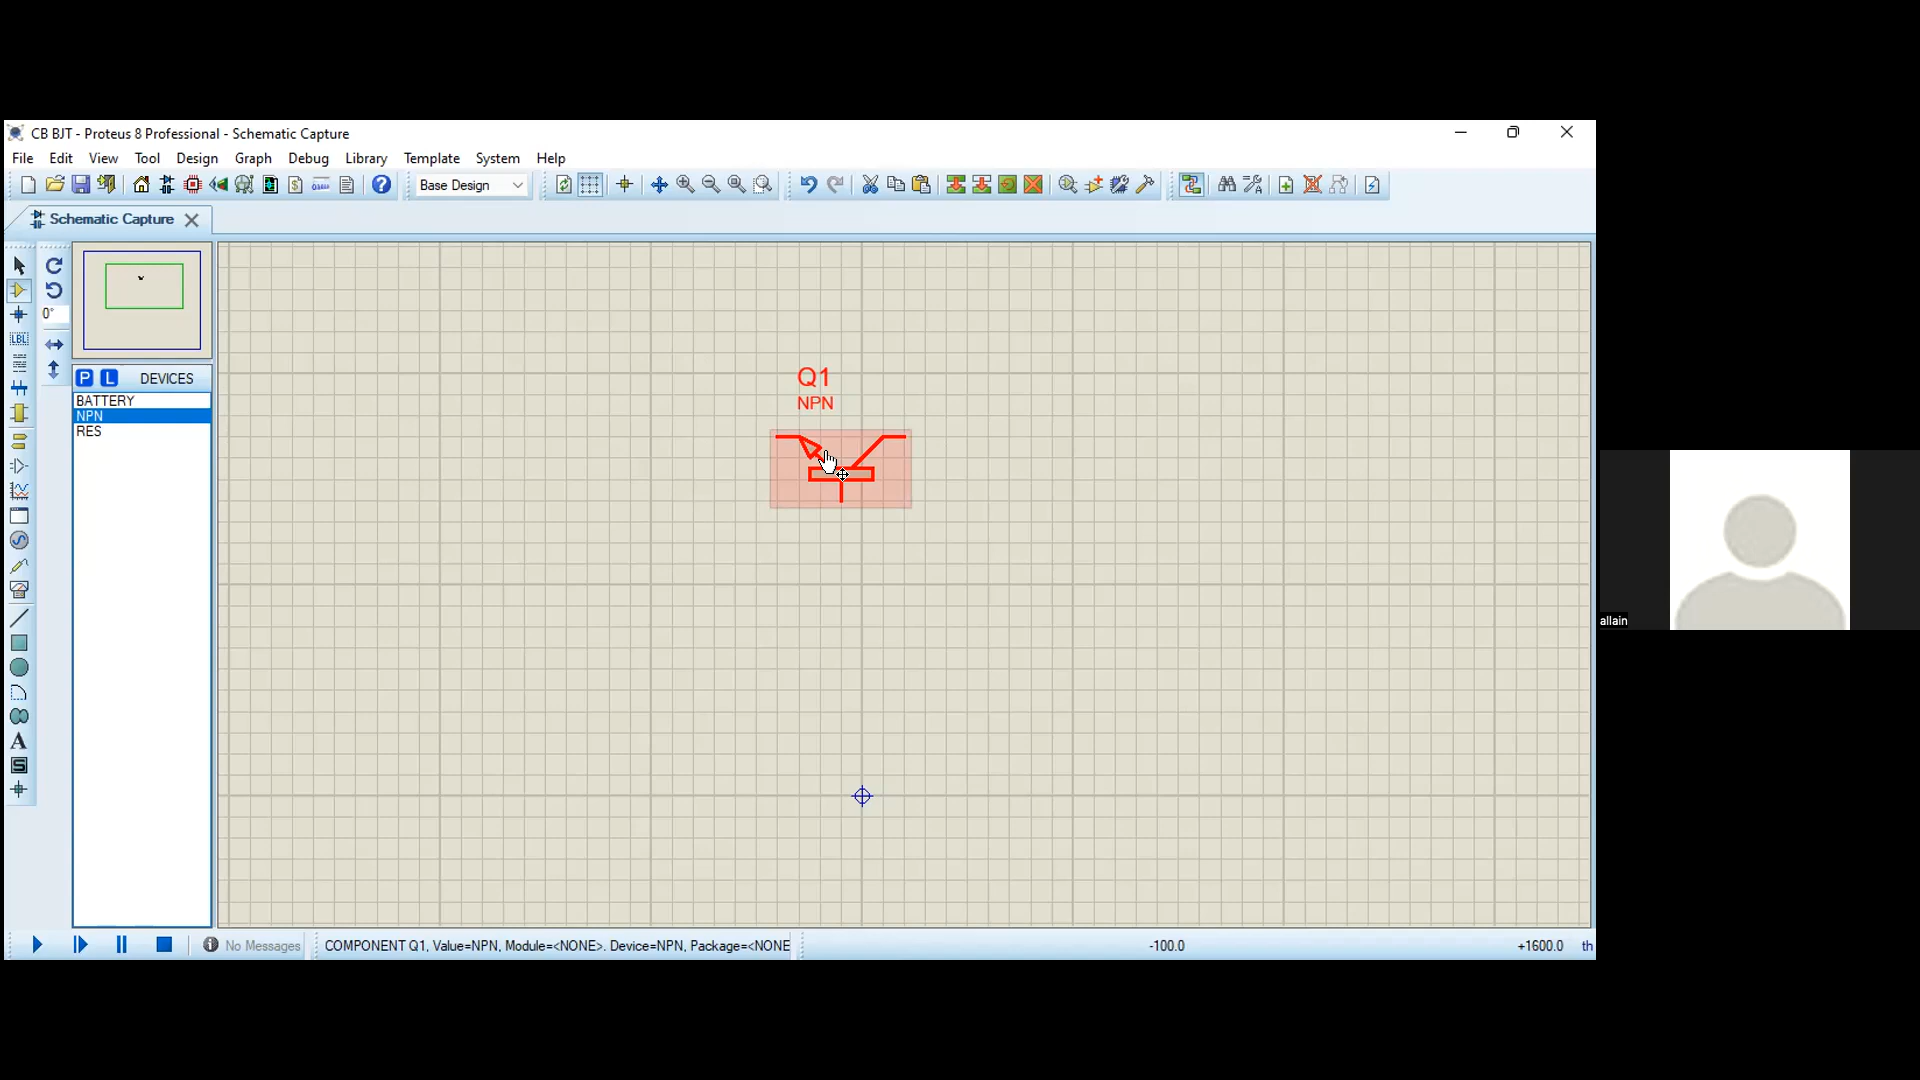 CB BJT - Proteus 8 Professional - Schematic Capture
File Edit View Tool Design Graph Debug Library Template System Help
Base Design
Schematic Capture
LBL
0°
P L DEVICES
BATTERY
NPN
RES
Q1
NPN
A
S
allain
No Messages
COMPONENT Q1, Value=NPN, Module=<NONE>. Device=NPN, Package=<NONE
-100.0
+1600.0
th